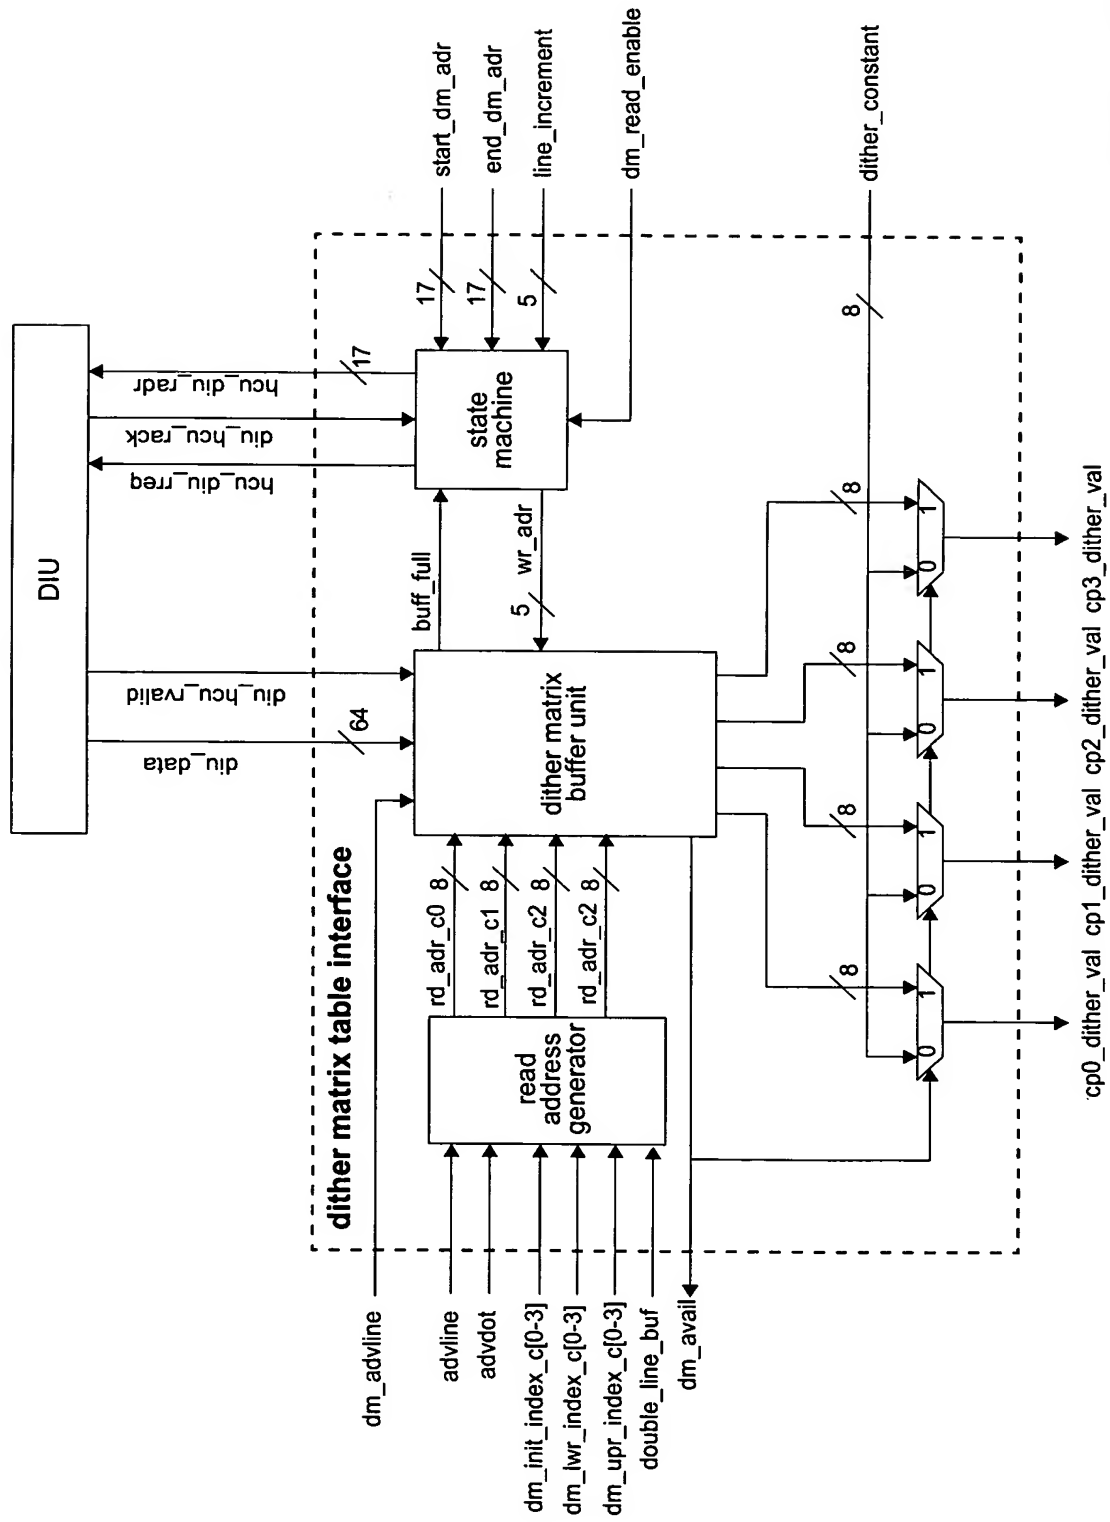 DIU
dither matrix table interface
diu_data
64
diu_hcu_rvalid
hcu_diu_rreq
diu_hcu_rack
hcu_diu_radr
17
dm_advline
advline
advdot
dm_init_index_c[0-3]
dm_lwr_index_c[0-3]
dm_upr_index_c[0-3]
double_line_buf
dm_avail
read
address
generator
rd_adr_c0
8
rd_adr_c1
8
rd_adr_c2
8
rd_adr_c2
8
dither matrix
buffer unit
buff_full
wr_adr
5
state
machine
17
start_dm_adr
17
end_dm_adr
5
line_increment
dm_read_enable
dither_constant
8
8
8
8
8
0 1
0 1
0 1
0 1
cp0_dither_val cp1_dither_val cp2_dither_val cp3_dither_val